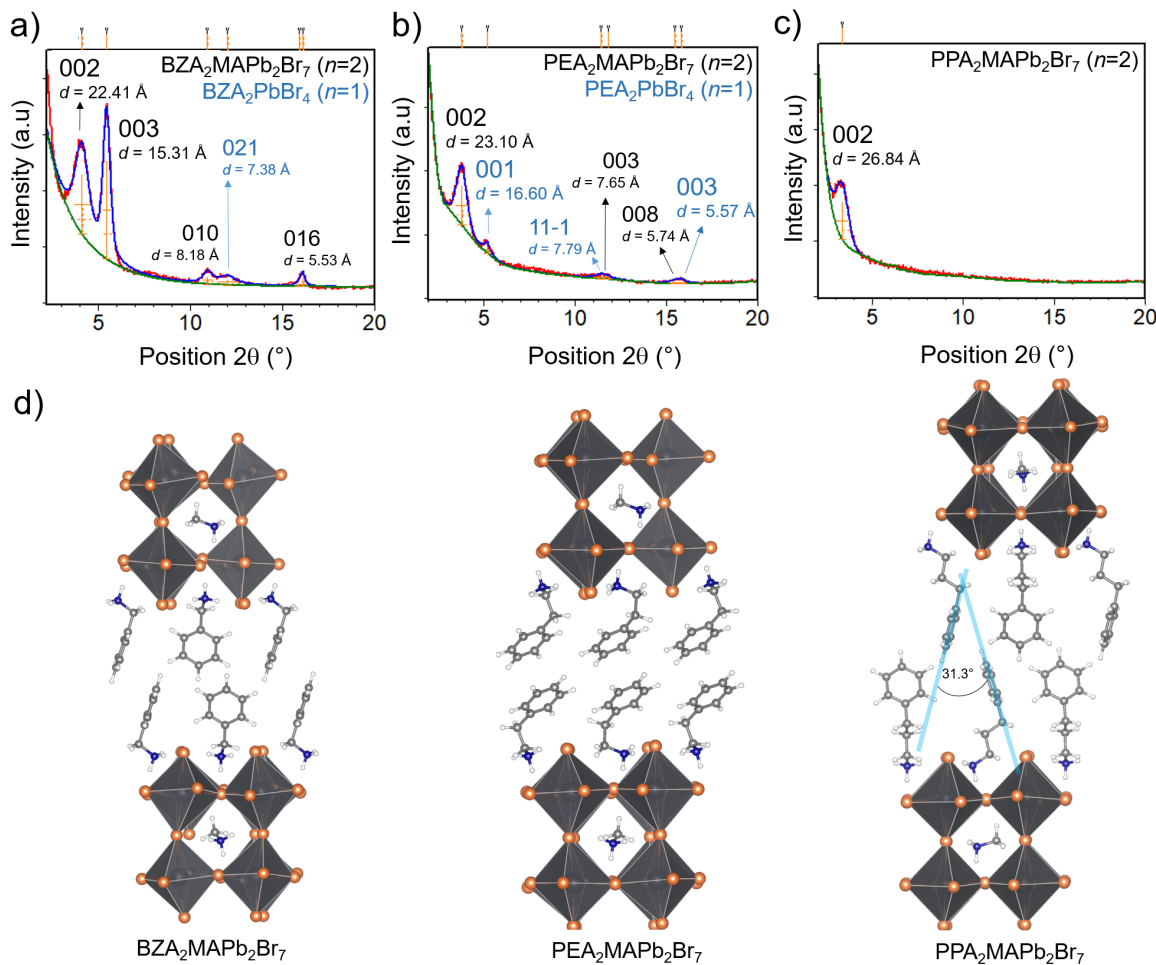 a)
BZA₂MAPb₂Br₇ (n=2)
BZA₂PbBr₄ (n=1)
002
d = 22.41 Å
003
d = 15.31 Å
021
d = 7.38 Å
010
d = 8.18 Å
016
d = 5.53 Å
Intensity (a.u)
5
10
15
20
Position 2θ (°)
b)
PEA₂MAPb₂Br₇ (n=2)
PEA₂PbBr₄ (n=1)
002
d = 23.10 Å
001
d = 16.60 Å
003
d = 7.65 Å
003
d = 5.57 Å
11-1
d = 7.79 Å
008
d = 5.74 Å
Intensity (a.u)
5
10
15
20
Position 2θ (°)
c)
PPA₂MAPb₂Br₇ (n=2)
002
d = 26.84 Å
Intensity (a.u)
5
10
15
20
Position 2θ (°)
d)
31.3°
BZA₂MAPb₂Br₇
PEA₂MAPb₂Br₇
PPA₂MAPb₂Br₇